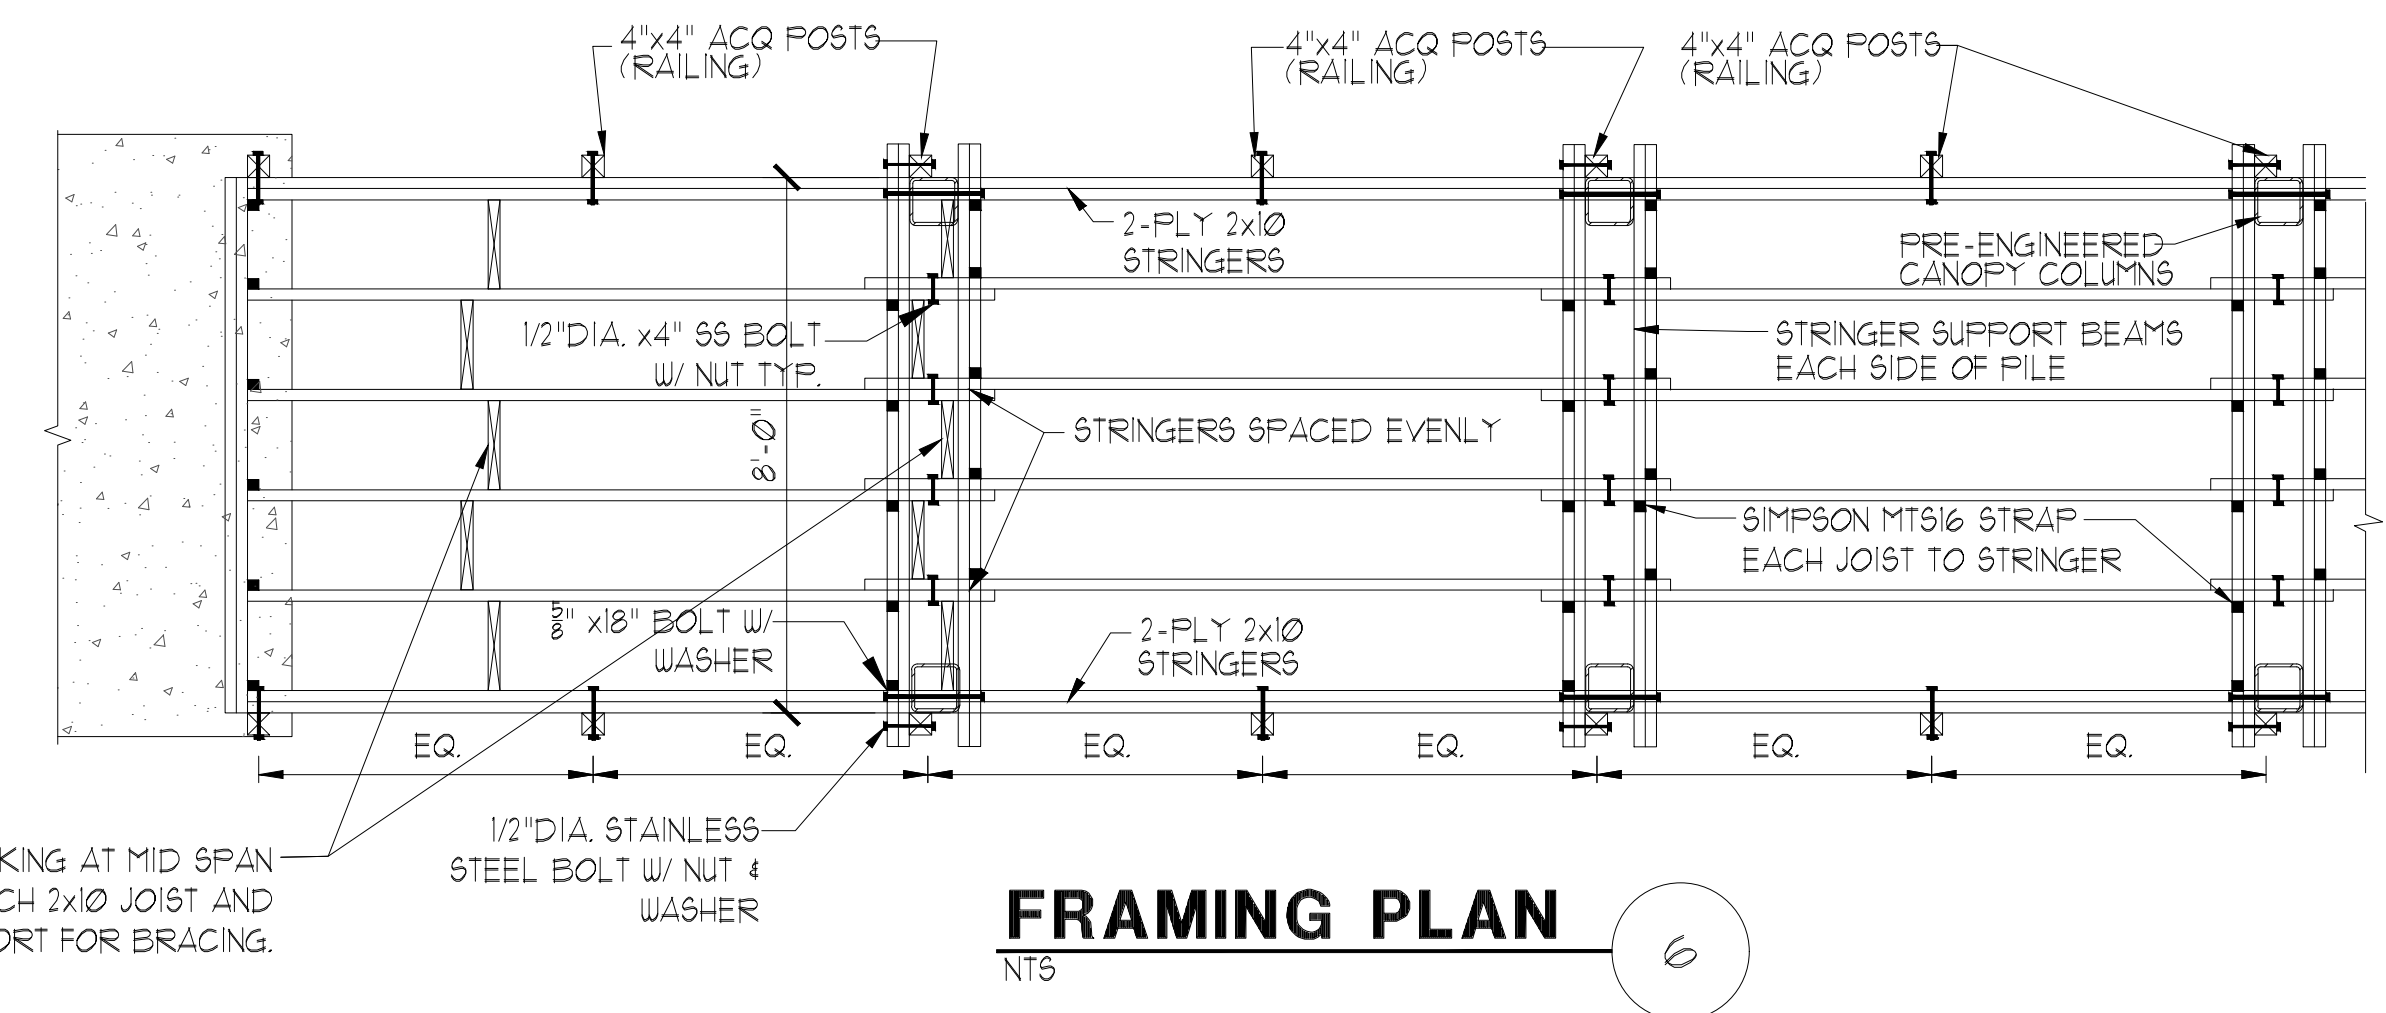 4"x4" ACQ POSTS
(RAILING)
4"x4" ACQ POSTS
(RAILING)
4"x4" ACQ POSTS
(RAILING)
2-PLY 2x10
STRINGERS
PRE-ENGINEERED
CANOPY COLUMNS
1/2"DIA. x4" SS BOLT
W/ NUT TYP.
STRINGER SUPPORT BEAMS
EACH SIDE OF PILE
8'-0"
STRINGERS SPACED EVENLY
SIMPSON MTS16 STRAP
EACH JOIST TO STRINGER
5/8" x18" BOLT W/
WASHER
2-PLY 2x10
STRINGERS
EQ.
EQ.
EQ.
EQ.
EQ.
EQ.
1/2"DIA. STAINLESS
STEEL BOLT W/ NUT &
WASHER
KING AT MID SPAN
CH 2x10 JOIST AND
ORT FOR BRACING.
FRAMING PLAN
NTS
6